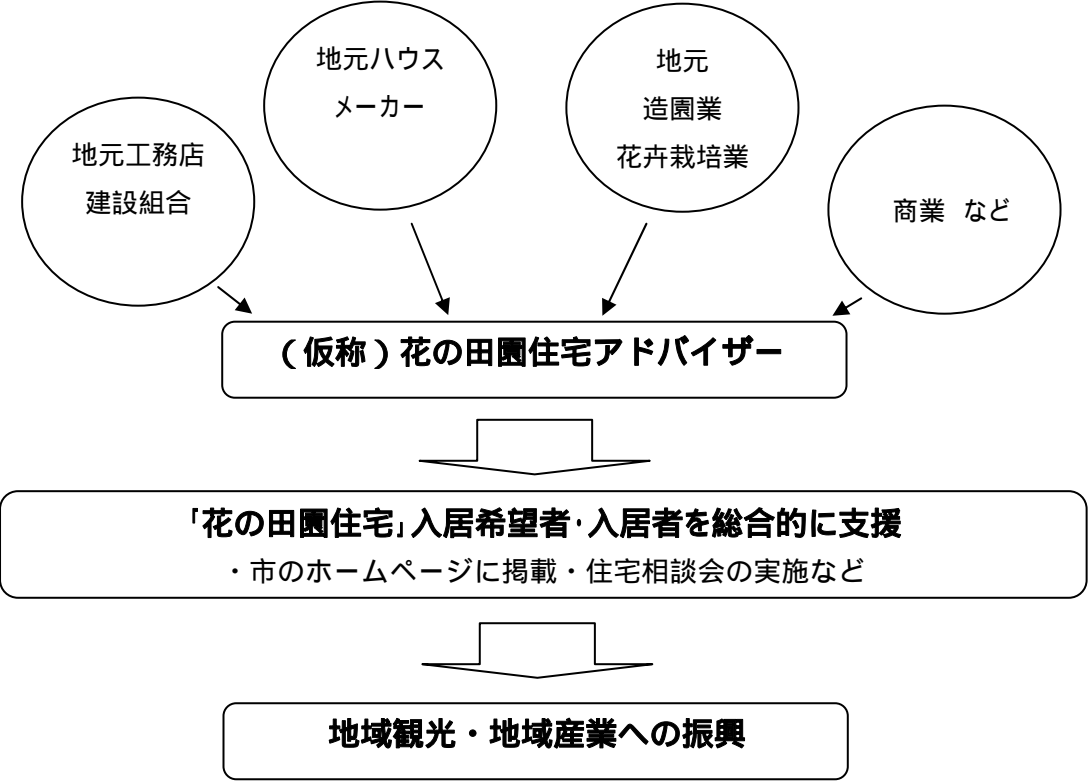 地元工務店
建設組合
地元ハウス
メーカー
地元
造園業
花卉栽培業
商業 など
（仮称）花の田園住宅アドバイザー
｢花の田園住宅｣入居希望者･入居者を総合的に支援
・市のホームページに掲載・住宅相談会の実施など
地域観光・地域産業への振興